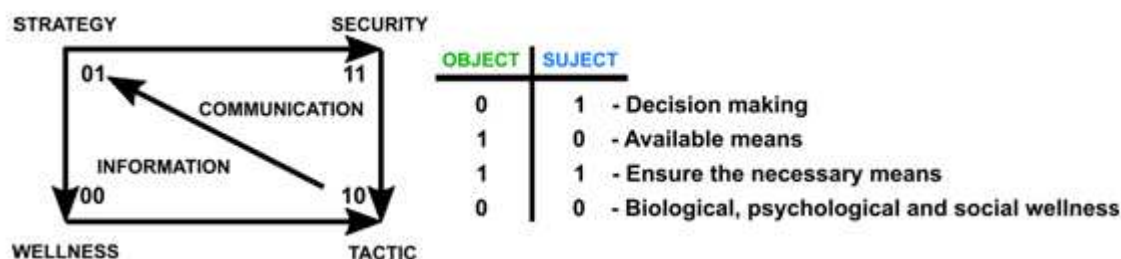 STRATEGY SECURITY
01 11
COMMUNICATION
INFORMATION
00 10
WELLNESS TACTIC
OBJECT SUJECT
0 1 - Decision making
1 0 - Available means
1 1 - Ensure the necessary means
0 0 - Biological, psychological and social wellness